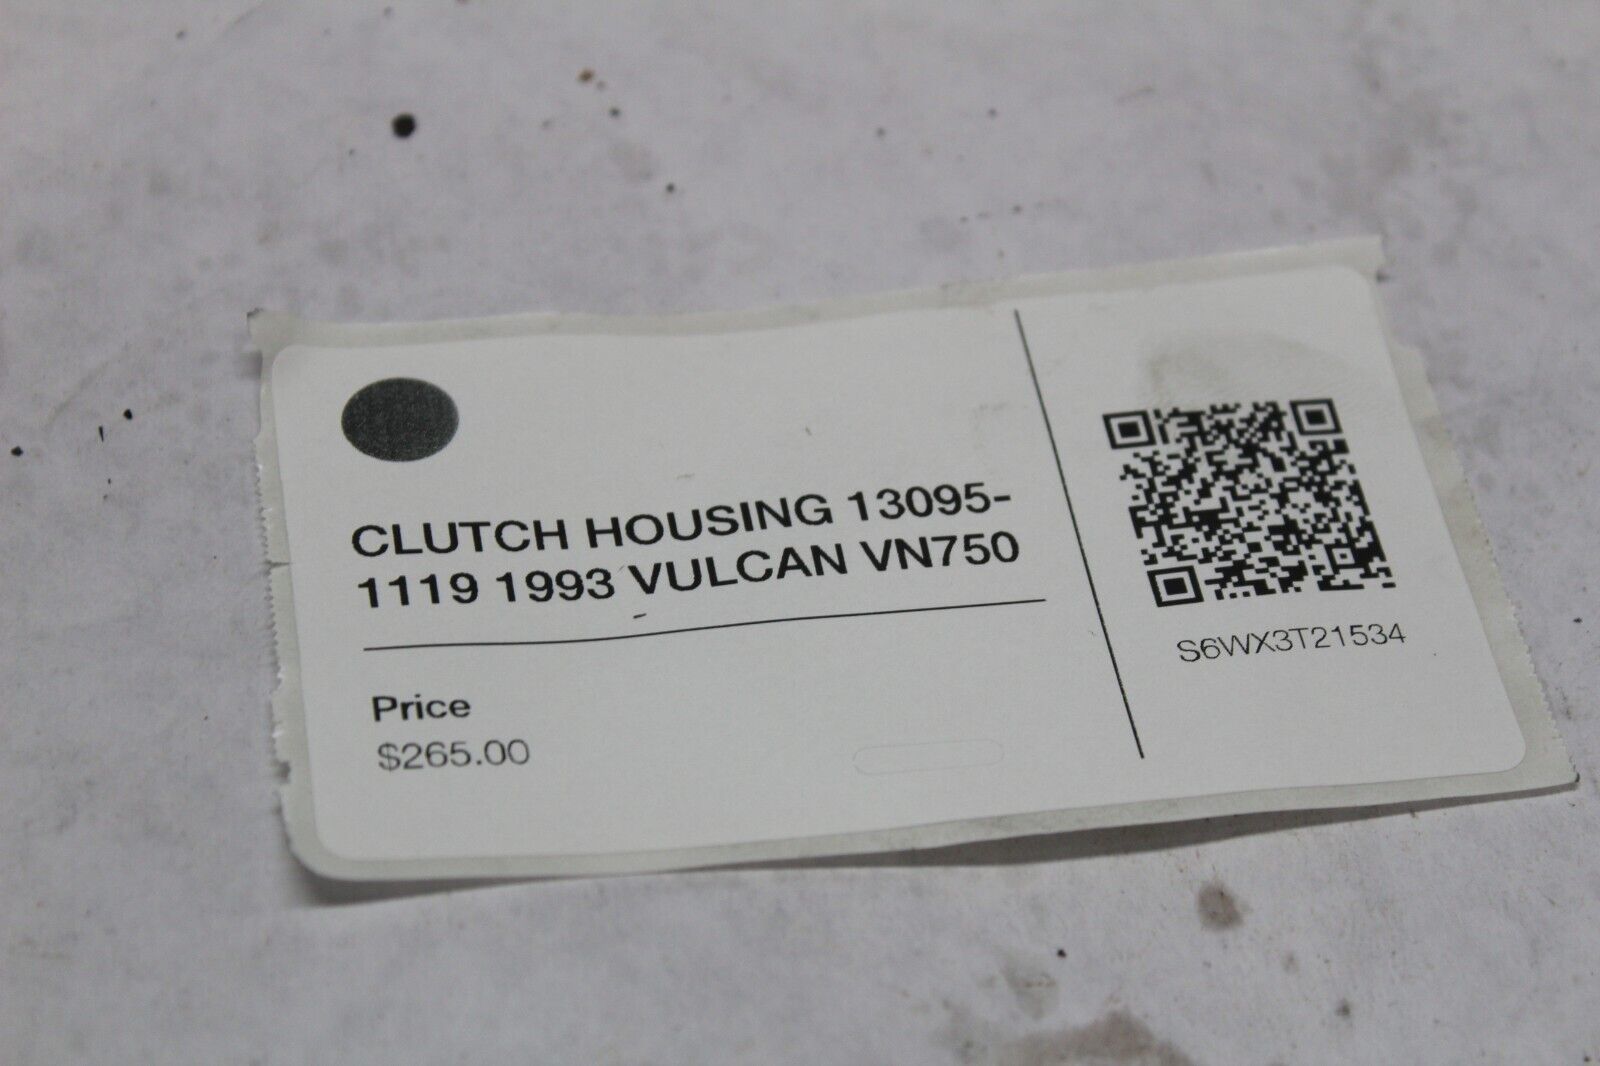 CLUTCH HOUSING 13095-
1119 1993 VULCAN VN750
Price
$265.00
S6WX3T21534